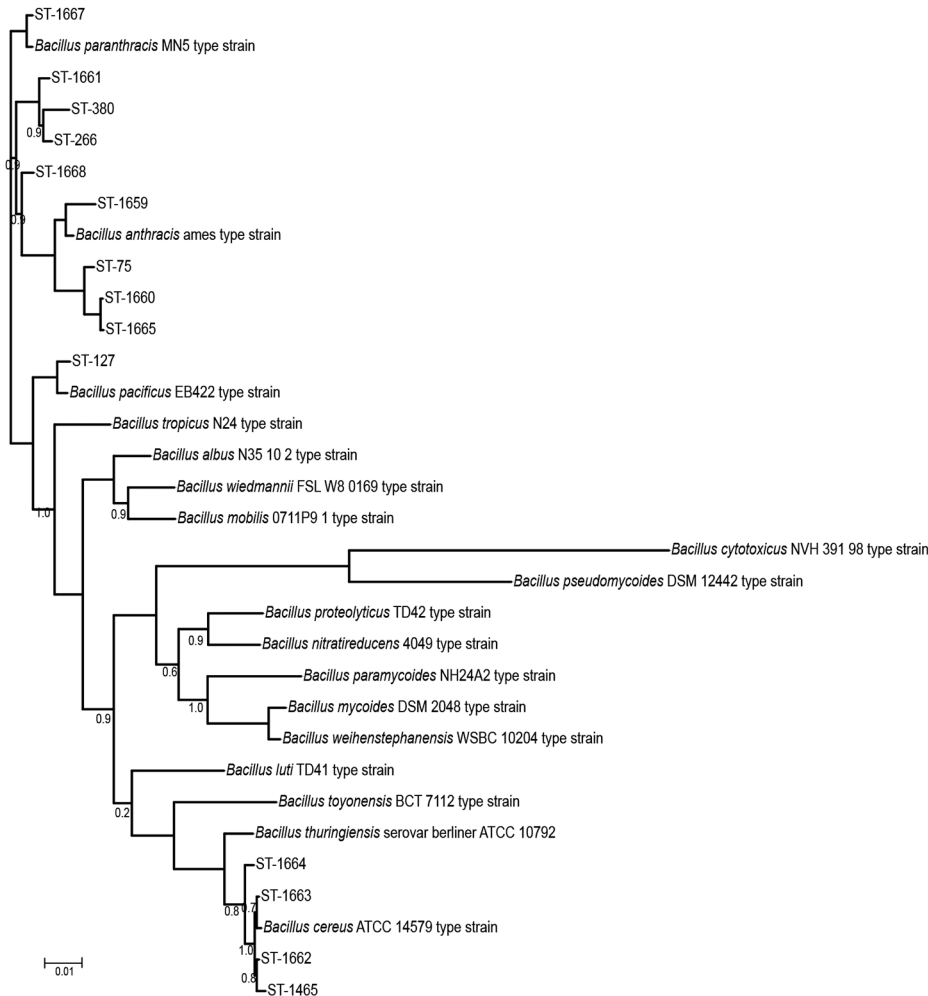 ST-1667
Bacillus paranthracis MN5 type strain
ST-1661
ST-380
0.9
ST-266
0.9
ST-1668
ST-1659
0.9
Bacillus anthracis ames type strain
ST-75
ST-1660
ST-1665
ST-127
Bacillus pacificus EB422 type strain
Bacillus tropicus N24 type strain
Bacillus albus N35 10 2 type strain
Bacillus wiedmannii FSL W8 0169 type strain
1.0
0.9
Bacillus mobilis 0711P9 1 type strain
Bacillus cytotoxicus NVH 391 98 type strain
Bacillus pseudomycoides DSM 12442 type strain
Bacillus proteolyticus TD42 type strain
0.9
Bacillus nitratireducens 4049 type strain
0.6
Bacillus paramycoides NH24A2 type strain
1.0
Bacillus mycoides DSM 2048 type strain
0.9
Bacillus weihenstephanensis WSBC 10204 type strain
Bacillus luti TD41 type strain
Bacillus toyonensis BCT 7112 type strain
0.2
Bacillus thuringiensis serovar berliner ATCC 10792
ST-1664
ST-1663
0.8
0.7
Bacillus cereus ATCC 14579 type strain
1.0
ST-1662
0.01
0.8
ST-1465